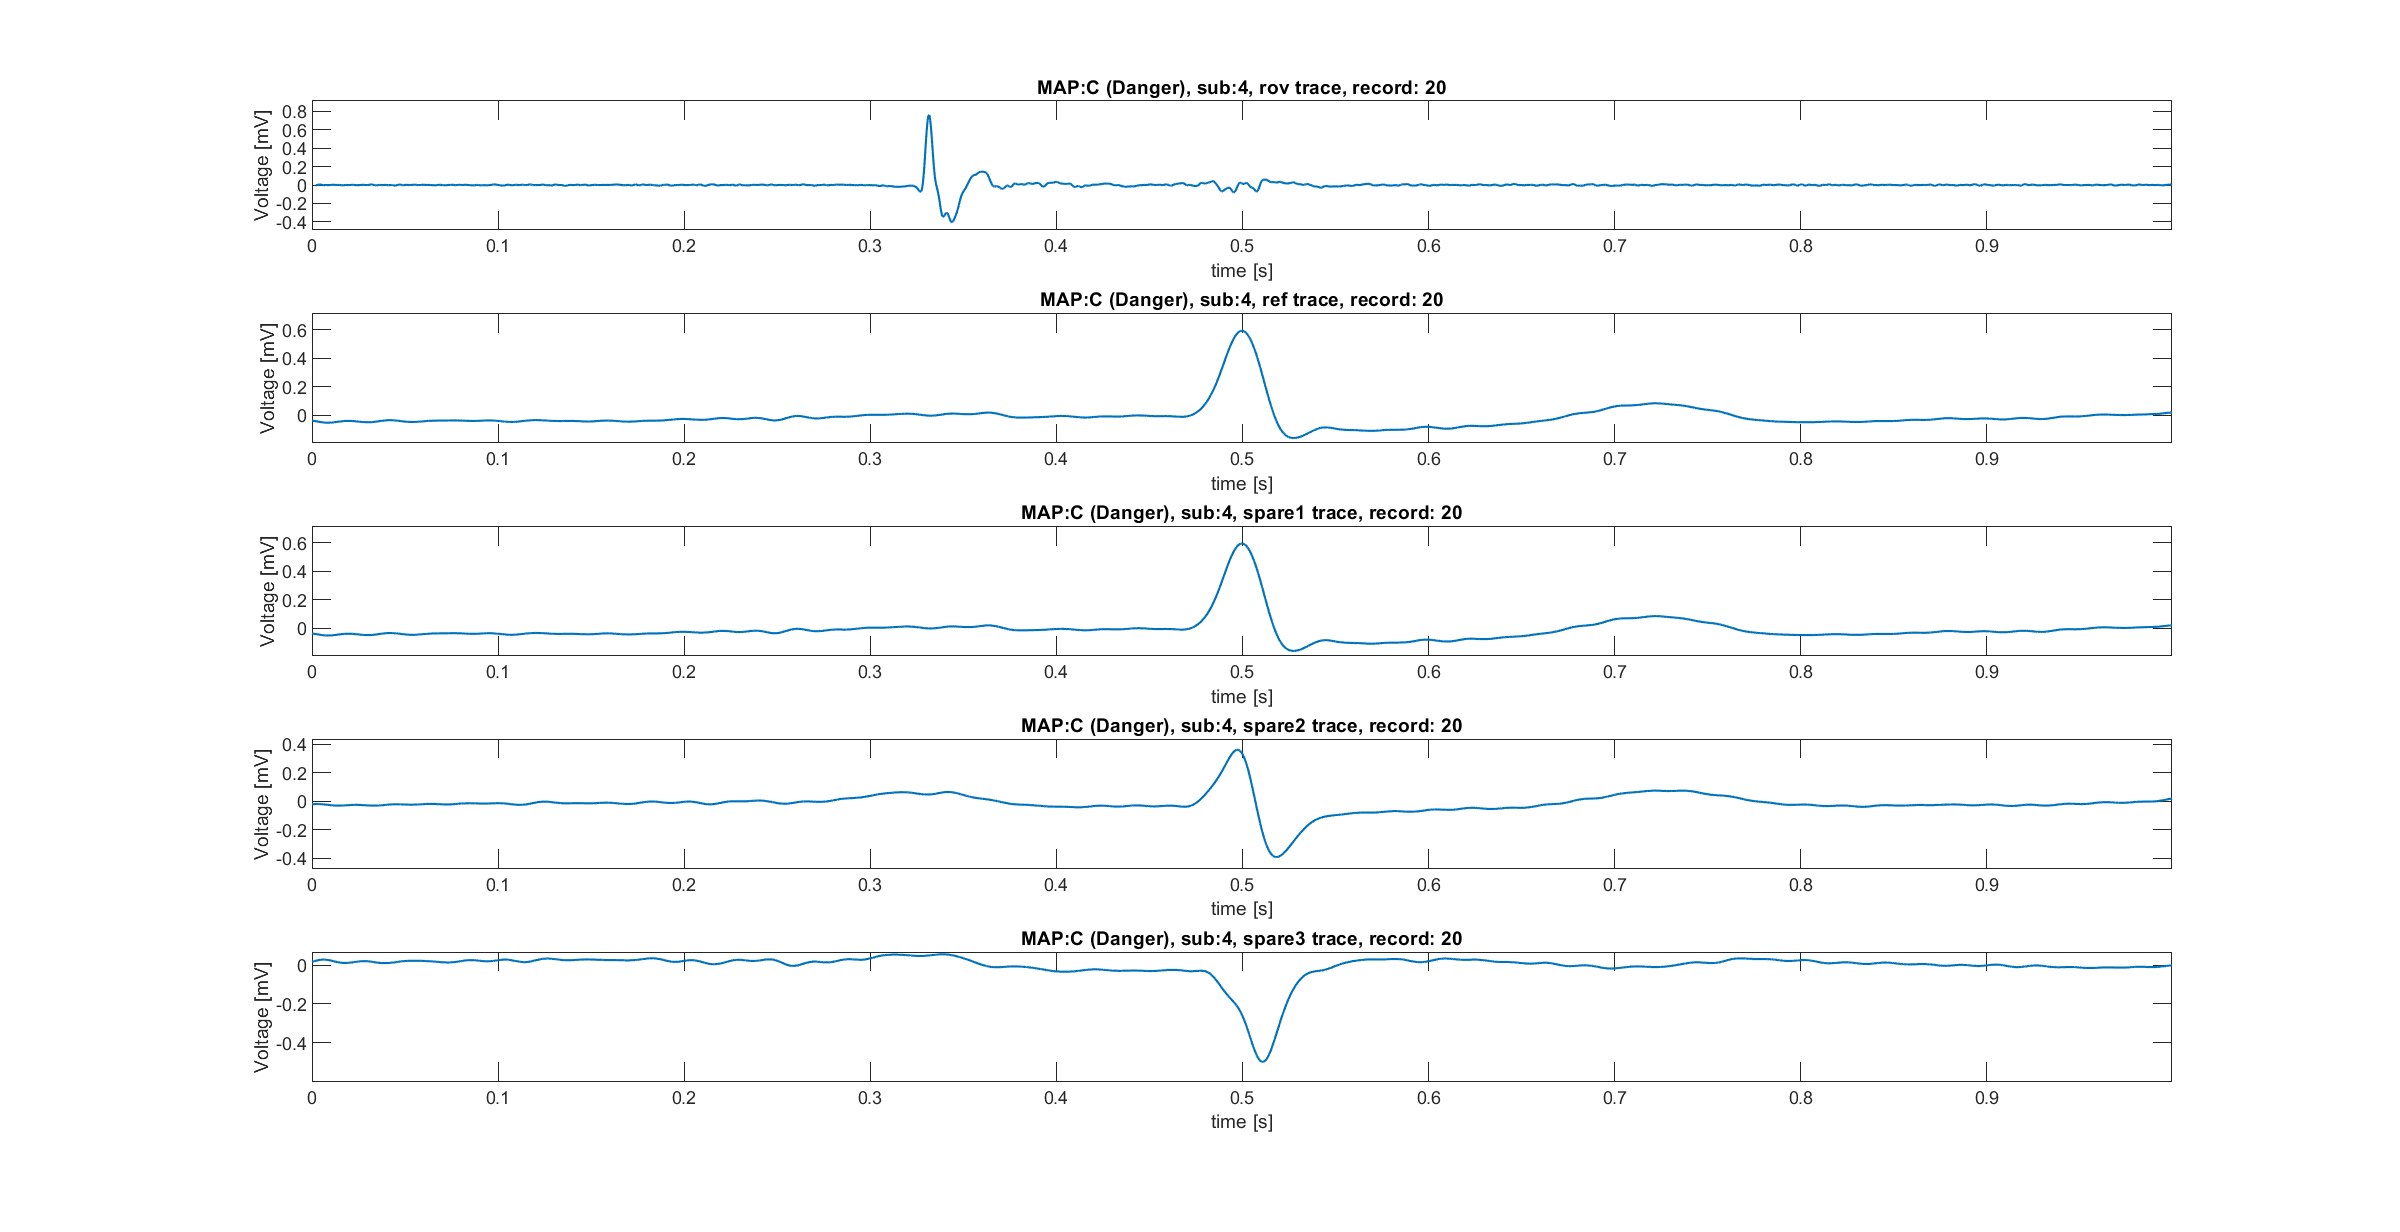 MAP:C (Danger), sub:4, rov trace, record: 20
Voltage [mV]
0.8
0.6
0.4
0.2
0
-0.2
-0.4
0 0.1 0.2 0.3 0.4 0.5 0.6 0.7 0.8 0.9
time [s]
MAP:C (Danger), sub:4, ref trace, record: 20
Voltage [mV]
0.6
0.4
0.2
0
0 0.1 0.2 0.3 0.4 0.5 0.6 0.7 0.8 0.9
time [s]
MAP:C (Danger), sub:4, spare1 trace, record: 20
Voltage [mV]
0.6
0.4
0.2
0
0 0.1 0.2 0.3 0.4 0.5 0.6 0.7 0.8 0.9
time [s]
MAP:C (Danger), sub:4, spare2 trace, record: 20
Voltage [mV]
0.4
0.2
0
-0.2
-0.4
0 0.1 0.2 0.3 0.4 0.5 0.6 0.7 0.8 0.9
time [s]
MAP:C (Danger), sub:4, spare3 trace, record: 20
Voltage [mV]
0
-0.2
-0.4
0 0.1 0.2 0.3 0.4 0.5 0.6 0.7 0.8 0.9
time [s]